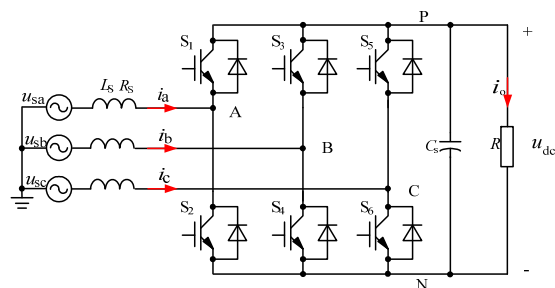 P
+
S1 S3 S5
Ls Rs ia
usa
A
io
usb ib
B
Cs R udc
usc ic
C
S2 S4 S6
N
-